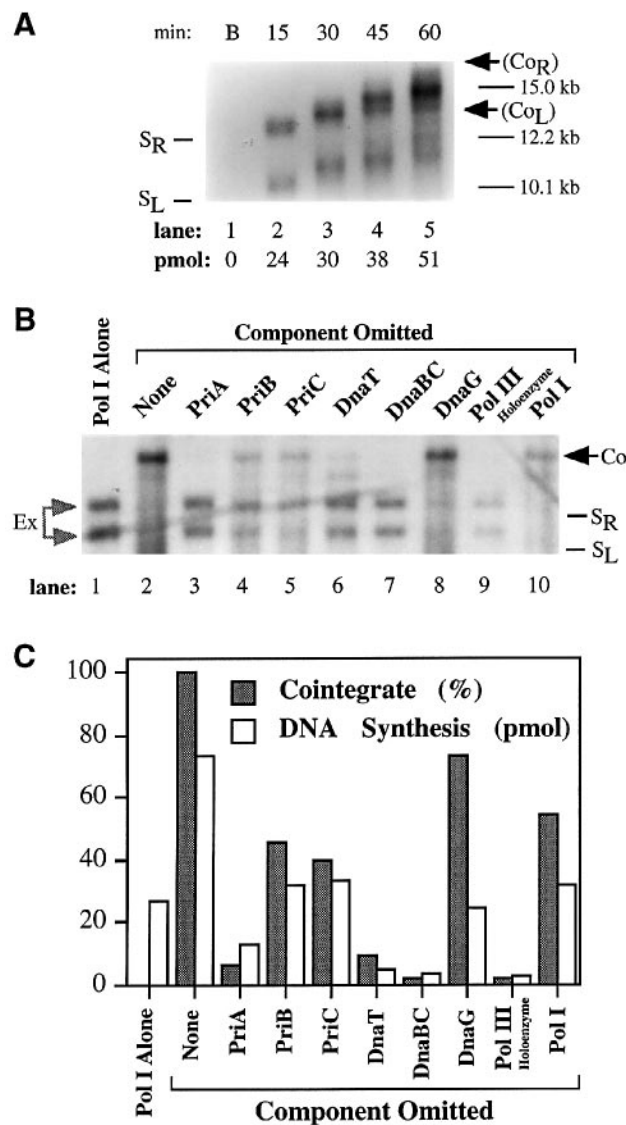 A
min: B 15 30 45 60
(CoR)
15.0 kb
(CoL)
12.2 kb
SR
10.1 kb
SL
lane: 1 2 3 4 5
pmol: 0 24 30 38 51
B
Component Omitted
Pol I Alone
None
PriA
PriB
PriC
DnaT
DnaBC
DnaG
Pol III Holoenzyme
Pol I
Co
Ex
SR
SL
lane: 1 2 3 4 5 6 7 8 9 10
C
100
80
60
40
20
0
Cointegrate (%)
DNA Synthesis (pmol)
Pol I Alone
None
PriA
PriB
PriC
DnaT
DnaBC
DnaG
Pol III Holoenzyme
Pol I
Component Omitted